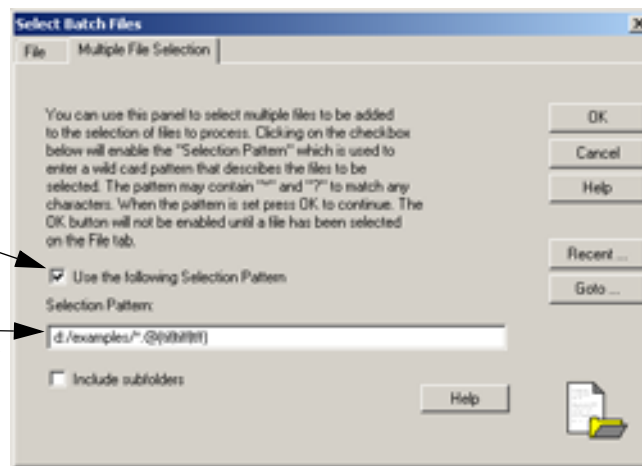 Select Batch Files
File Multiple File Selection
You can use this panel to select multiple files to be added
to the selection of files to process. Clicking on the checkbox
below will enable the "Selection Pattern" which is used to
enter a wild card pattern that describes the files to be
selected. The pattern may contain "*" and "?" to match any
characters. When the pattern is set press OK to continue. The
OK button will not be enabled until a file has been selected
on the File tab.
OK
Cancel
Help
Recent ...
Goto ...
Use the following Selection Pattern
Selection Pattern:
d:/examples/*.
Include subfolders
Help